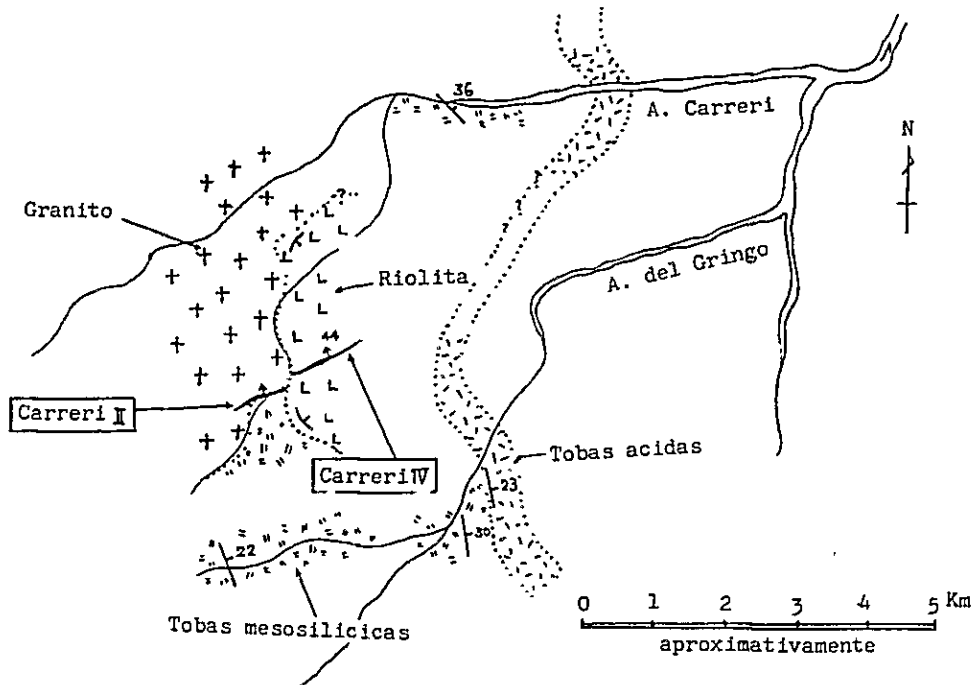 36
A. Carreri
N
Granito
A. del Gringo
Riolita
44
Carreri II
Carreri IV
Tobas acidas
23
30
22
Tobas mesosilicicas
0 1 2 3 4 5 Km
aproximativamente
? ? ? ?